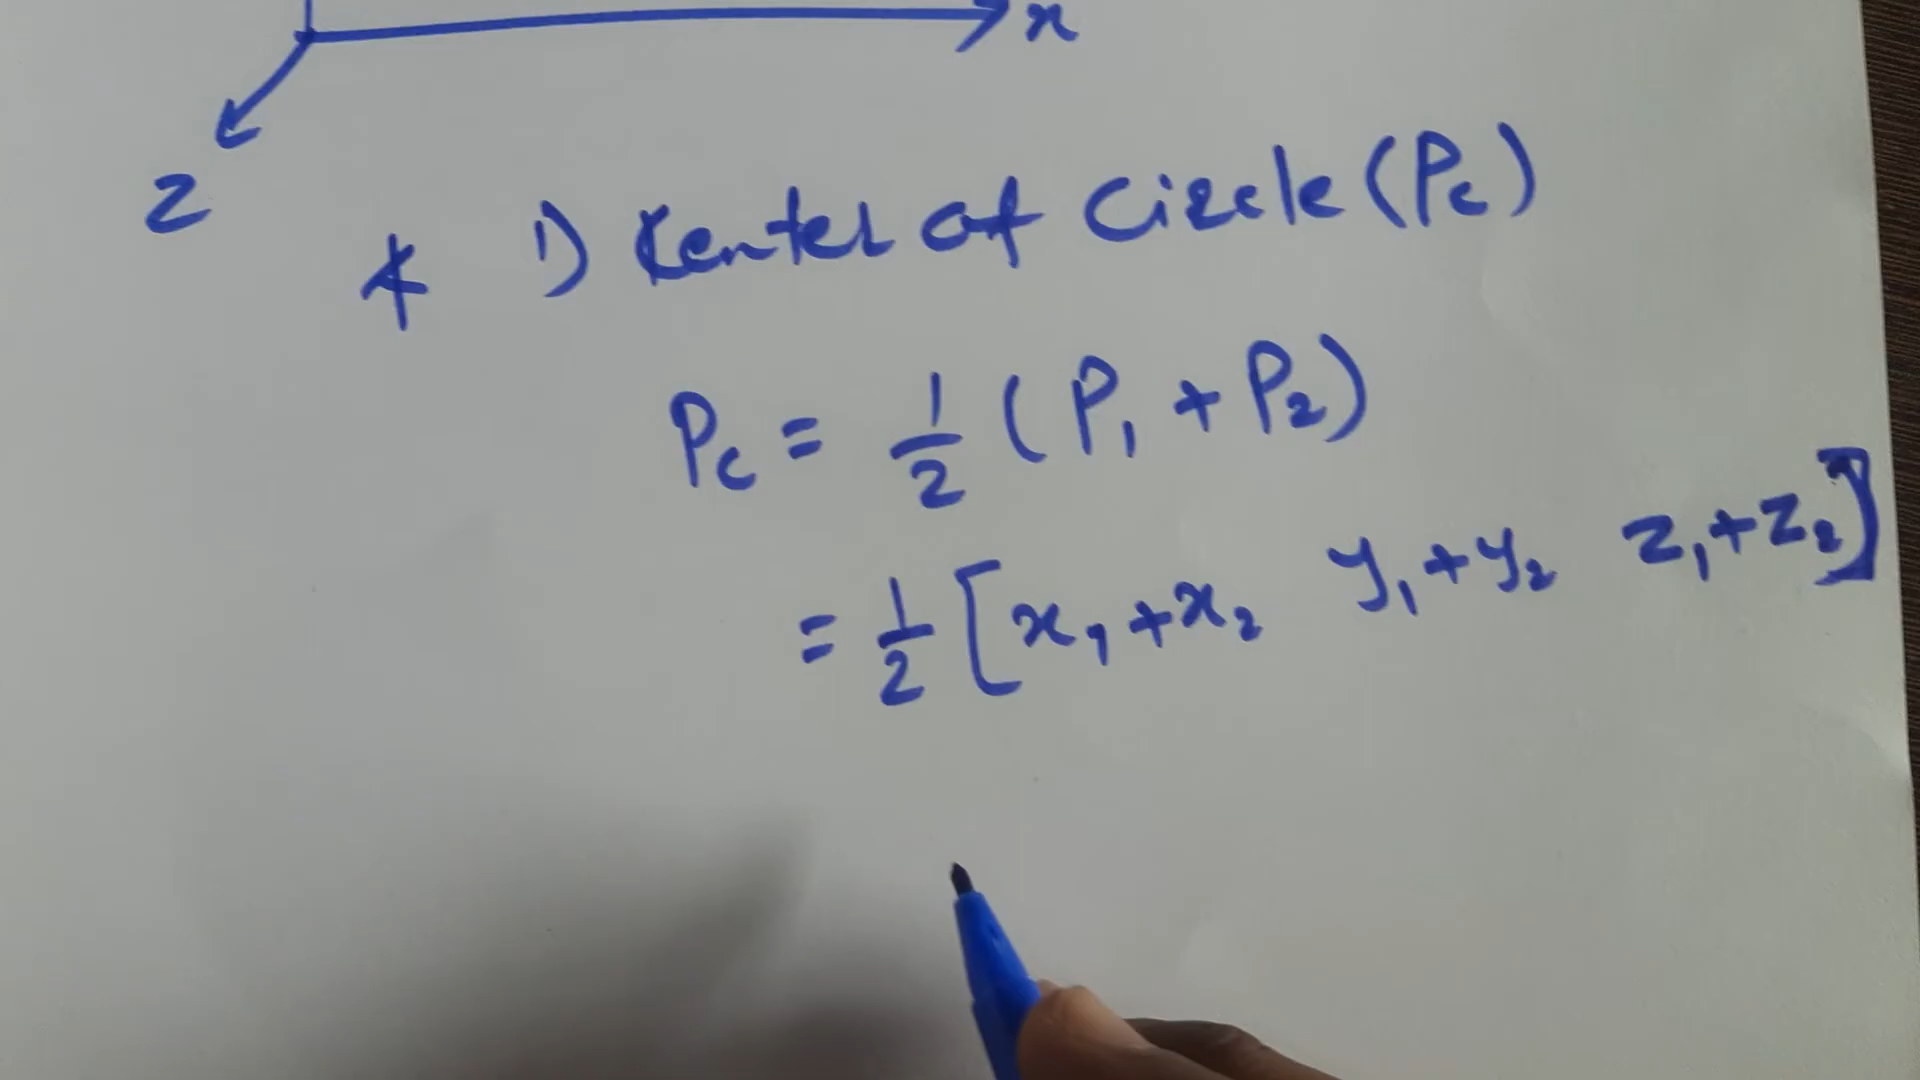 x
z
* 1) Center of Circle (Pc)
Pc = 1/2 (P₁ + P₂)
= 1/2 [x₁+x₂ y₁+y₂ z₁+z₂]